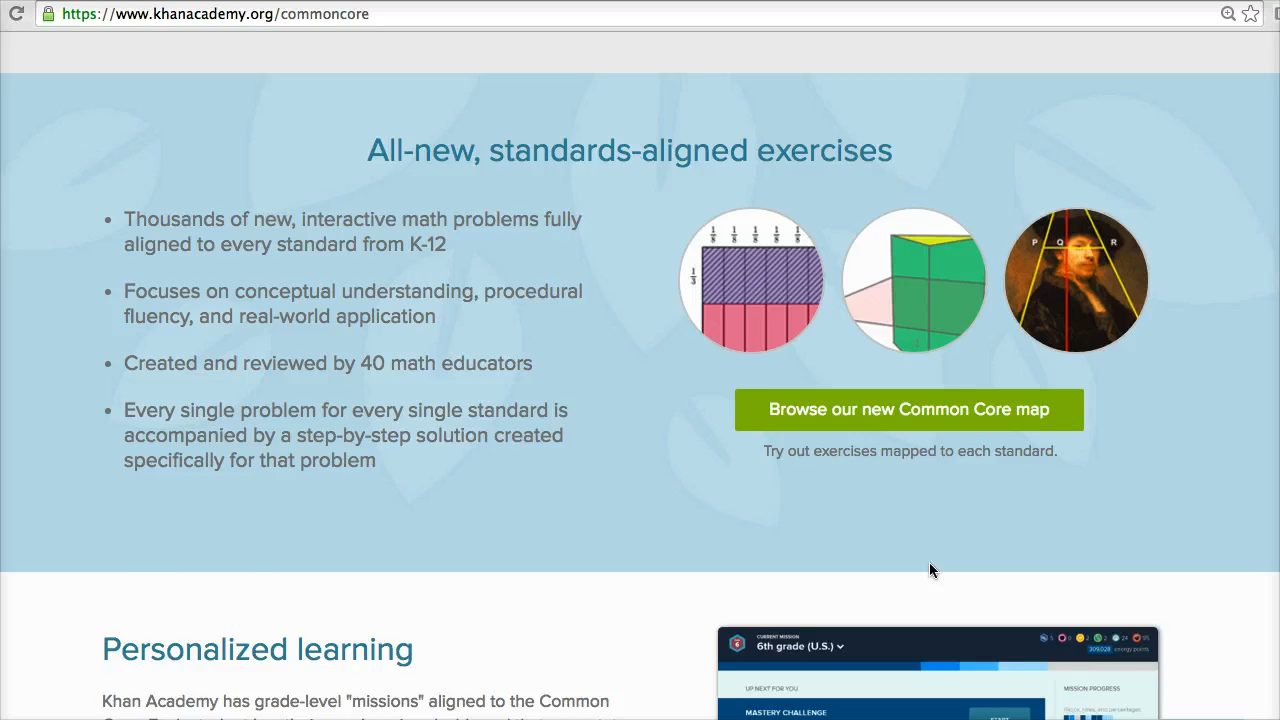 https://www.khanacademy.org/commoncore
All-new, standards-aligned exercises
• Thousands of new, interactive math problems fully
aligned to every standard from K-12
• Focuses on conceptual understanding, procedural
fluency, and real-world application
• Created and reviewed by 40 math educators
• Every single problem for every single standard is
accompanied by a step-by-step solution created
specifically for that problem
1/8 1/8 1/8 1/8 1/8
1/3
1
P Q R
Browse our new Common Core map
Try out exercises mapped to each standard.
Personalized learning
Khan Academy has grade-level "missions" aligned to the Common
CURRENT MISSION
6th grade (U.S.)
energy points
UP NEXT FOR YOU
MISSION PROGRESS
MASTERY CHALLENGE
START